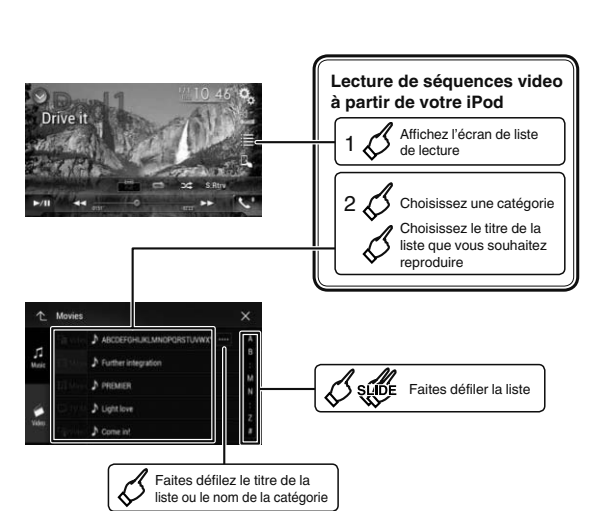 Lecture de séquences video
à partir de votre iPod
1 Affichez l'écran de liste
de lecture
2 Choisissez une catégorie
Choisissez le titre de la
liste que vous souhaitez
reproduire
10 45
Drive it
S.Rtrv
Movies
Music
Video
ABCDEFGHIJKLMNOPQRSTUVWX
Further integration
PREMIER
Light love
Come in!
A
B
M
N
Z
#
SLIDE Faites défiler la liste
Faites défilez le titre de la
liste ou le nom de la catégorie